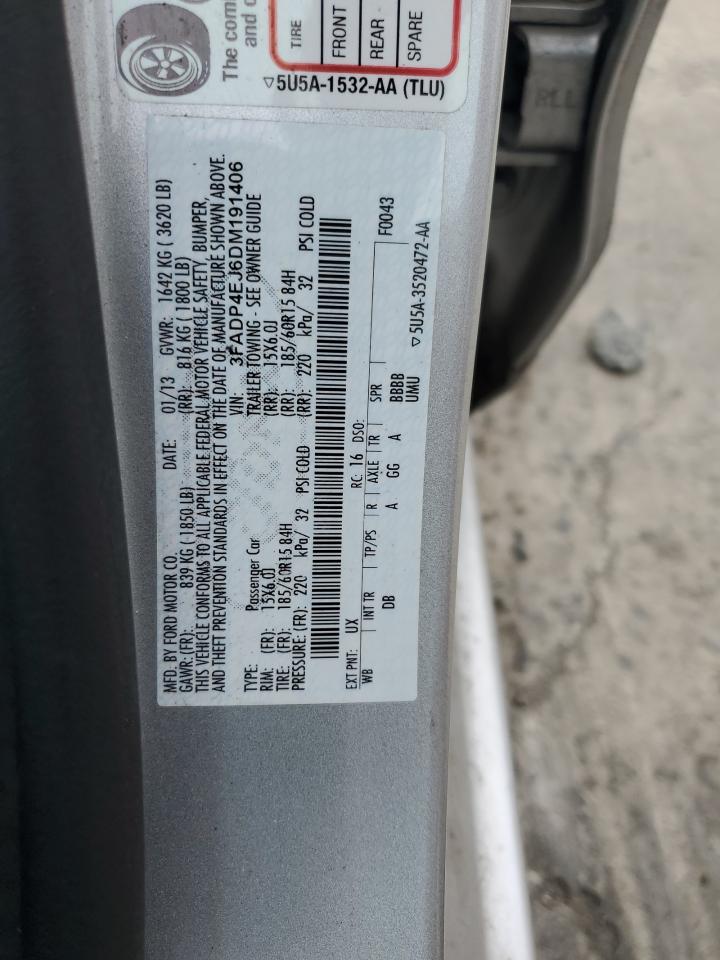 The com
and c
TIRE
FRONT
REAR
SPARE
5U5A-1532-AA (TLU)
RLL
MFD. BY FORD MOTOR CO. DATE: 01/13 GVWR: 1642 KG ( 3620 LB)
GAWR:(FR): 839 KG (1850 LB) (RR): 816 KG ( 1800 LB)
THIS VEHICLE CONFORMS TO ALL APPLICABLE FEDERAL MOTOR VEHICLE SAFETY, BUMPER,
AND THEFT PREVENTION STANDARDS IN EFFECT ON THE DATE OF MANUFACTURE SHOWN ABOVE.
VIN: 3FADP4EJ6DM191406
TYPE: Passenger Car TRAILER TOWING - SEE OWNER GUIDE
RIM: (FR): 15X6.0J (RR): 15X6.0J
TIRE: (FR): 185/60R15 84H (RR): 185/60R15 84H
PRESSURE: (FR): 220 kPa/ 32 PSI COLD (RR): 220 kPa/ 32 PSI COLD
EXT PNT: UX RC: 16 DSO: F0043
WB INT TR TP/PS R AXLE TR SPR
DB A GG A BBBB
UMU
5U5A-3520472-AA